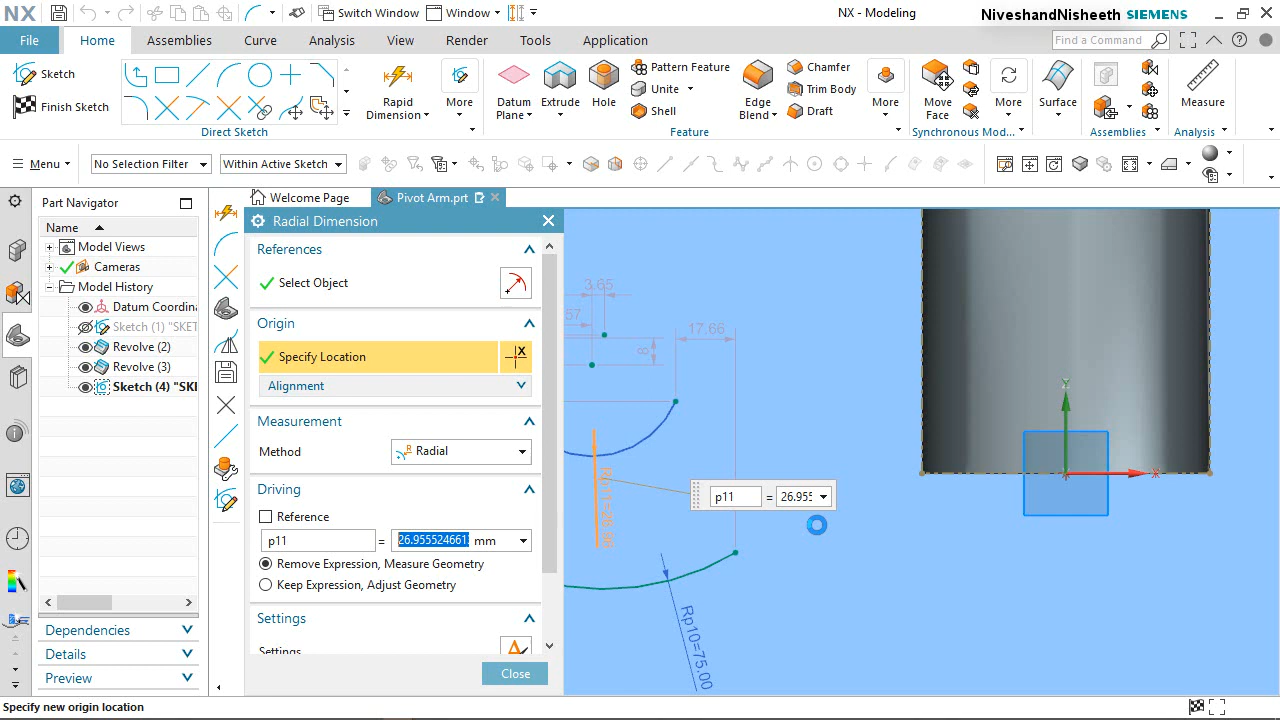 NX
Switch Window
Window
NX - Modeling
NiveshandNisheeth SIEMENS
File
Home
Assemblies
Curve
Analysis
View
Render
Tools
Application
Find a Command
Sketch
Finish Sketch
Direct Sketch
Rapid
Dimension
More
Datum
Plane
Extrude
Hole
Pattern Feature
Unite
Shell
Edge
Blend
Chamfer
Trim Body
Draft
More
Feature
Move
Face
More
Synchronous Mod...
Surface
Assemblies
Measure
Analysis
Menu
No Selection Filter
Within Active Sketch
Part Navigator
Name
Model Views
Cameras
Model History
Datum Coordina
Sketch (1) "SKET
Revolve (2)
Revolve (3)
Sketch (4) "SKI
Dependencies
Details
Preview
Welcome Page
Pivot Arm.prt
Radial Dimension
References
Select Object
Origin
Specify Location
Alignment
Measurement
Method
Radial
Driving
Reference
p11 = 26.955524661 mm
Remove Expression, Measure Geometry
Keep Expression, Adjust Geometry
Settings
Settings
Close
3.65
57
17.66
8
p11 = 26.955
Rp10=75.00
Y
X
Specify new origin location